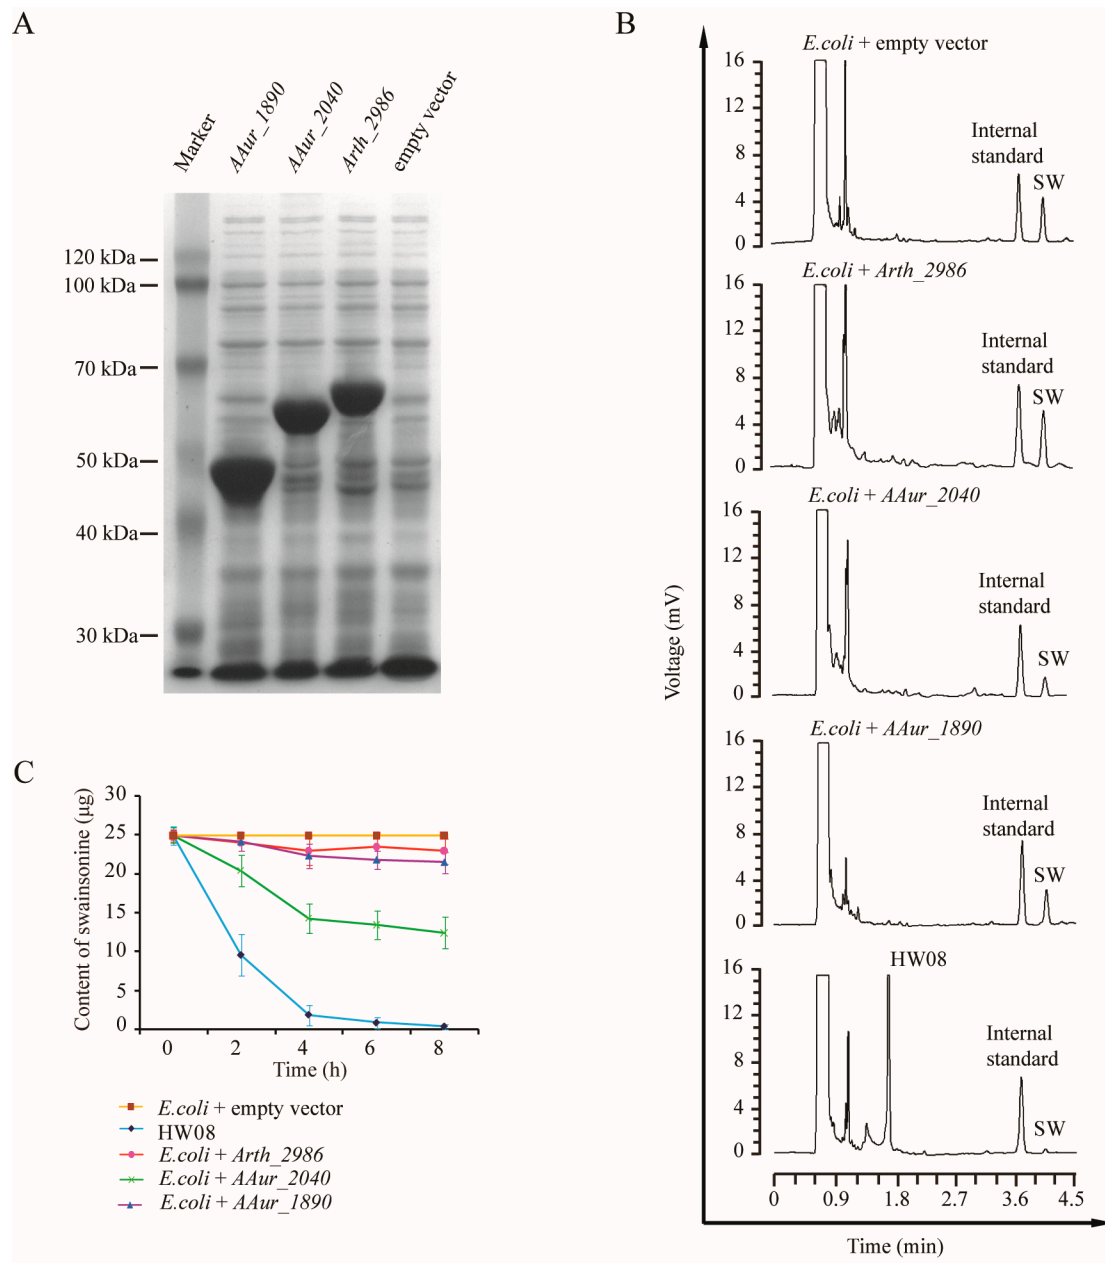 A
Marker
AAur_1890
AAur_2040
Arth_2986
empty vector
120 kDa
100 kDa
70 kDa
50 kDa
40 kDa
30 kDa
B
E.coli + empty vector
16
12
8
4
0
Internal
standard
SW
E.coli + Arth_2986
16
12
8
4
0
Internal
standard
SW
E.coli + AAur_2040
16
12
8
4
0
Internal
standard
SW
E.coli + AAur_1890
16
12
8
4
0
Internal
standard
SW
HW08
16
12
8
4
0
Internal
standard
SW
0 0.9 1.8 2.7 3.6 4.5
Voltage (mV)
Time (min)
C
Content of swainsonine (µg)
30
25
20
15
10
5
0
0 2 4 6 8
Time (h)
E.coli + empty vector
HW08
E.coli + Arth_2986
E.coli + AAur_2040
E.coli + AAur_1890